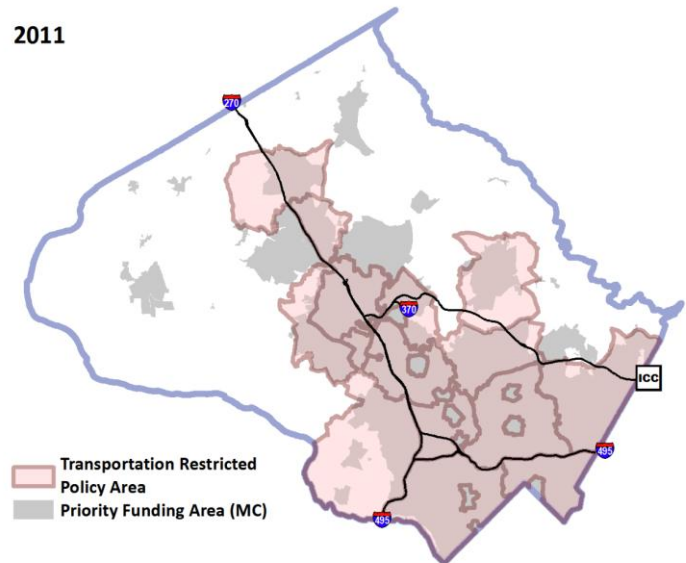 2011
270
370
ICC
495
495
Transportation Restricted
Policy Area
Priority Funding Area (MC)